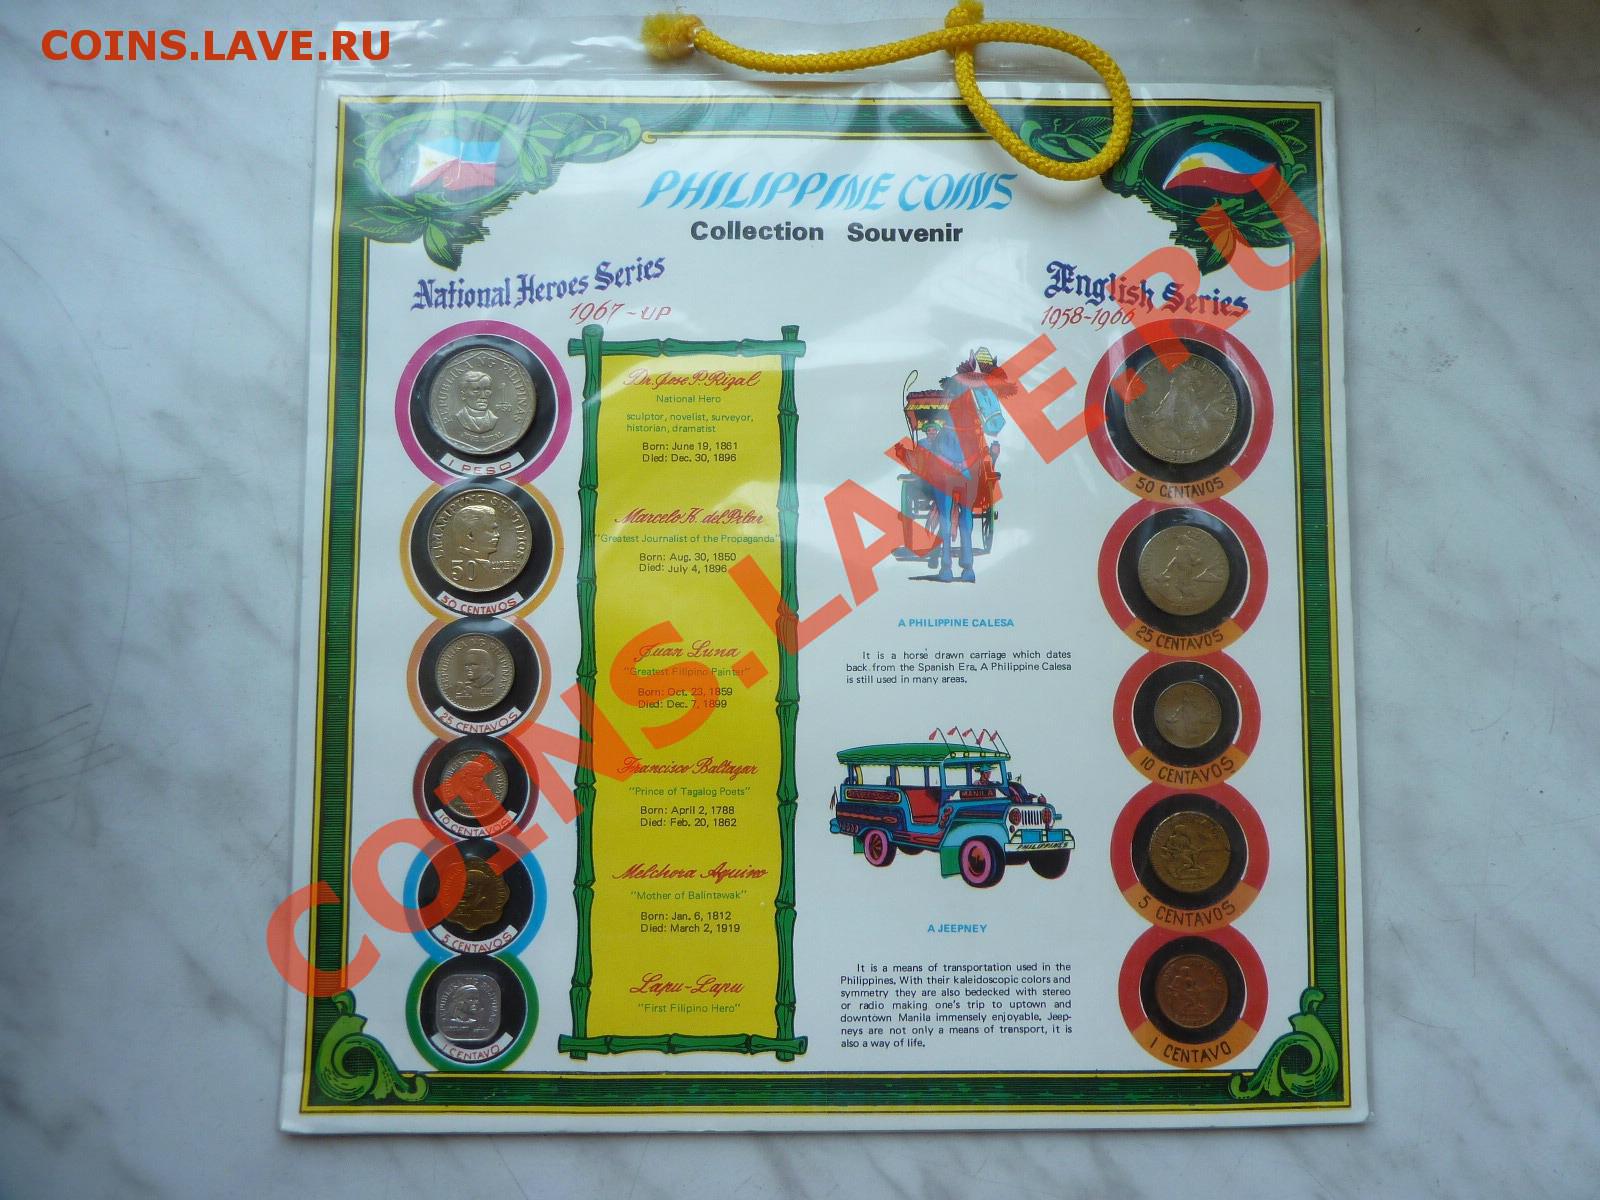 COINS.LAVE.RU
PHILIPPINE COINS
Collection Souvenir
National Heroes Series
1967-UP
English Series
1958-1966
1 PESO
50 CENTAVOS
25 CENTAVOS
10 CENTAVOS
5 CENTAVOS
1 CENTAVO
Dr. Jose P. Rizal
National Hero
sculptor, novelist, surveyor,
historian, dramatist
Born: June 19, 1861
Died: Dec. 30, 1896
Marcelo H. del Pilar
"Greatest Journalist of the Propaganda"
Born: Aug. 30, 1850
Died: July 4, 1896
Juan Luna
"Greatest Filipino Painter"
Born: Oct. 23, 1859
Died: Dec. 7, 1899
Francisco Baltazar
"Prince of Tagalog Poets"
Born: April 2, 1788
Died: Feb. 20, 1862
Melchora Aquino
"Mother of Balintawak"
Born: Jan. 6, 1812
Died: March 2, 1919
Lapu-Lapu
"First Filipino Hero"
A PHILIPPINE CALESA
It is a horse drawn carriage which dates
back from the Spanish Era. A Philippine Calesa
is still used in many areas.
MANILA
PHILIPPINES
A JEEPNEY
It is a means of transportation used in the
Philippines. With their kaleidoscopic colors and
symmetry they are also bedecked with stereo
or radio making one's trip to uptown and
downtown Manila immensely enjoyable. Jeep-
neys are not only a means of transport, it is
also a way of life.
50 CENTAVOS
25 CENTAVOS
10 CENTAVOS
5 CENTAVOS
1 CENTAVO
COINS.LAVE.RU